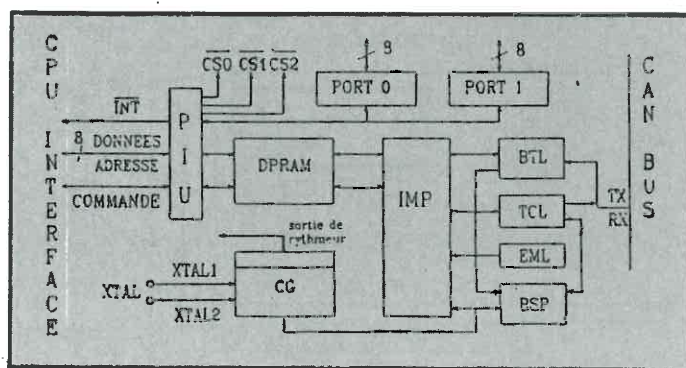 CPU INTERFACE
CS0 CS1 CS2
8
8
PORT 0
PORT 1
INT
8 DONNEES
ADRESSE
COMMANDE
PIU
DPRAM
IMP
BTL
TCL
EML
BSP
TX
RX
CAN BUS
sortie de
rythmeur
XTAL1
XTAL
XTAL2
CG